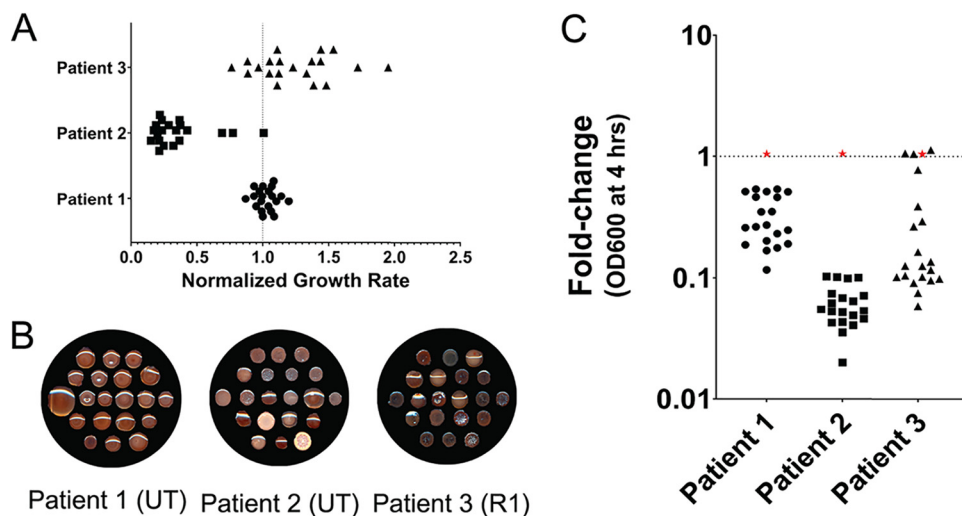 A
Patient 3
Patient 2
Patient 1
0.0 0.5 1.0 1.5 2.0 2.5
Normalized Growth Rate
B
Patient 1 (UT) Patient 2 (UT) Patient 3 (R1)
C
Fold-change
(OD600 at 4 hrs)
10
1
0.1
0.01
Patient 1
Patient 2
Patient 3